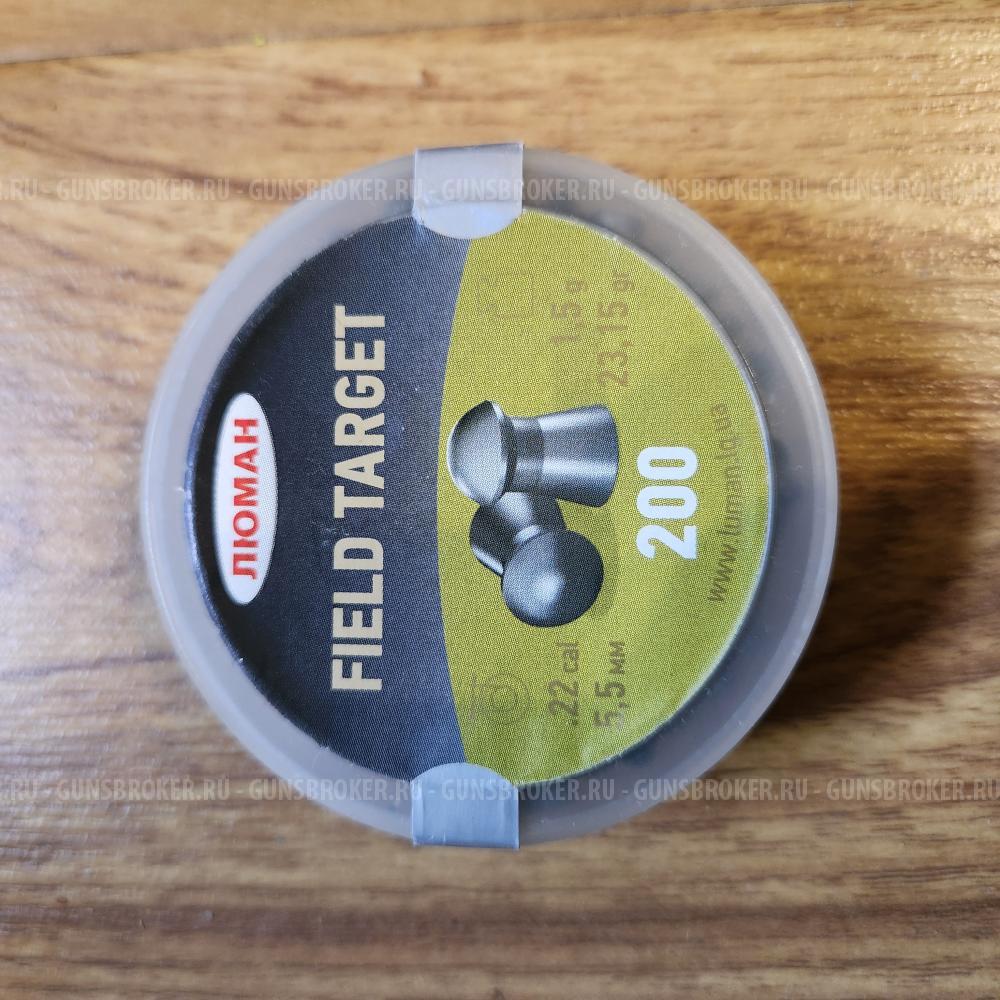 .RU - GUNSBROKER.RU - GUNSBROKER.RU - GUNSBROKER.RU - GUNSBROKER.RU - GUNSBROKER.RU
ЛЮМАН
FIELD TARGET
.22 cal
5,5 мм
1,5 g
23,15 gr
200
www.luman.lg.ua
.RU - GUNSBROKER.RU - GUNSBROKER.RU - GUNSBROKER.RU - GUNSBROKER.RU - GUNSBROKER.RU